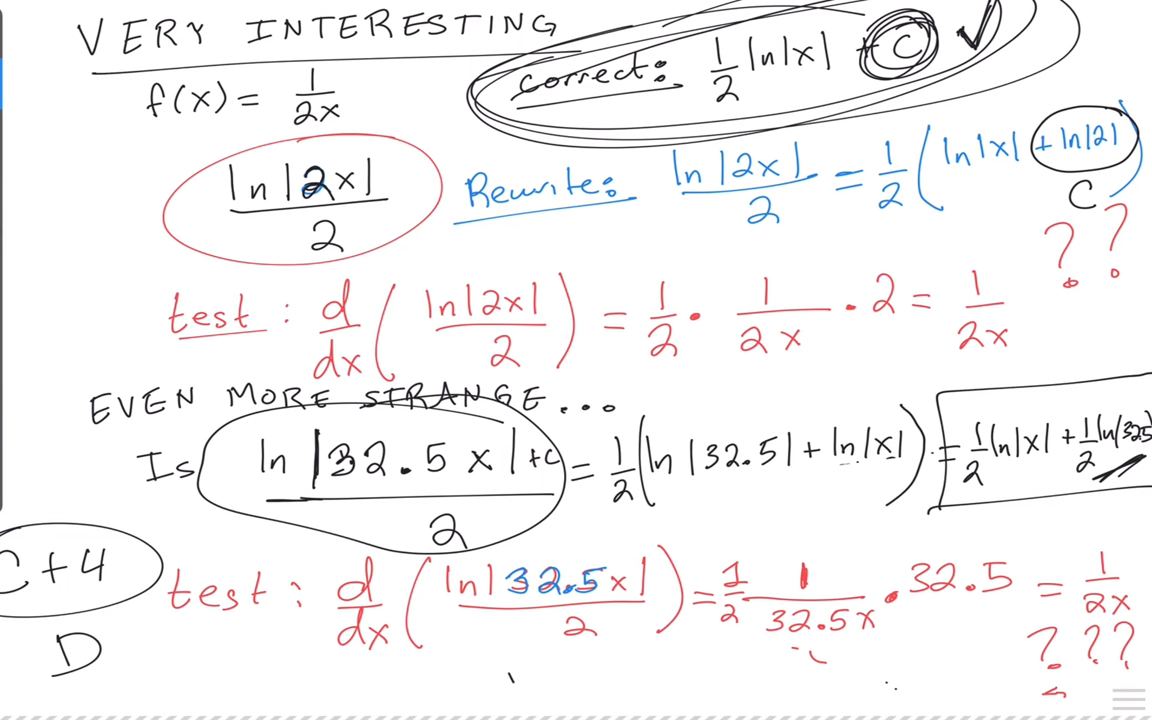 VERY INTERESTING
correct: 1/2 ln|x| + C ✓
f(x) = 1/2x
ln|2x|/2
Rewrite: ln|2x|/2 = 1/2 (ln|x| + ln|2|)
C
? ?
test: d/dx (ln|2x|/2) = 1/2 · 1/2x · 2 = 1/2x
EVEN MORE STRANGE...
Is ln|32.5x|+c/2 = 1/2 (ln|32.5| + ln|x|) = 1/2 ln|x| + 1/2 ln|325
C + 4
D
test: d/dx (ln|32.5x|/2) = 1/2 1/32.5x · 32.5 = 1/2x
? ? ?